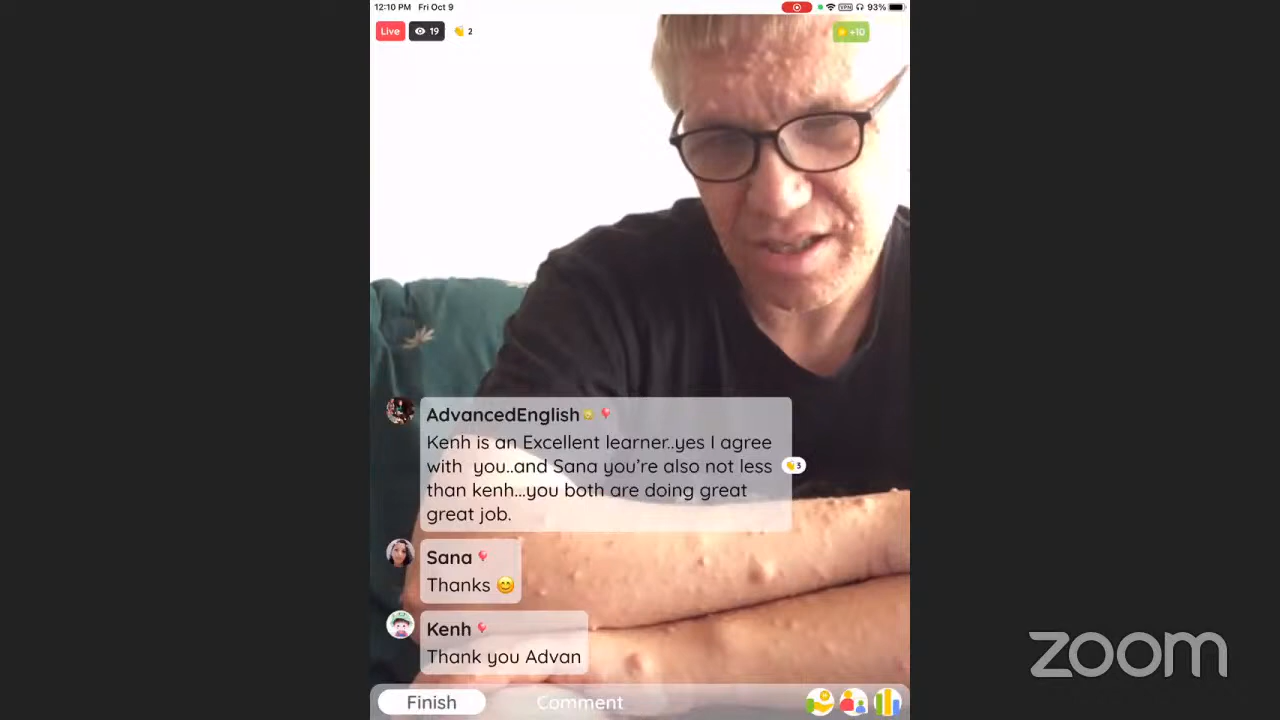 12:10 PM Fri Oct 9
VPN 93%
Live 19 2
+10
AdvancedEnglish
Kenh is an Excellent learner..yes I agree
with you..and Sana you're also not less
than kenh...you both are doing great
great job.
3
Sana
Thanks 😊
Kenh
Thank you Advan
Finish Comment
zoom